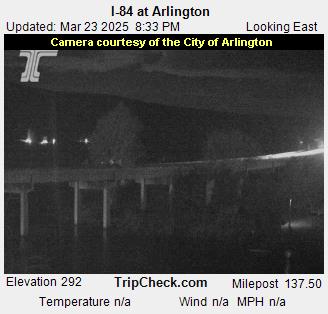 I-84 at Arlington
Updated: Mar 23 2025 8:33 PM Looking East
Camera courtesy of the City of Arlington
Elevation 292 TripCheck.com Milepost 137.50
Temperature n/a Wind n/a MPH n/a